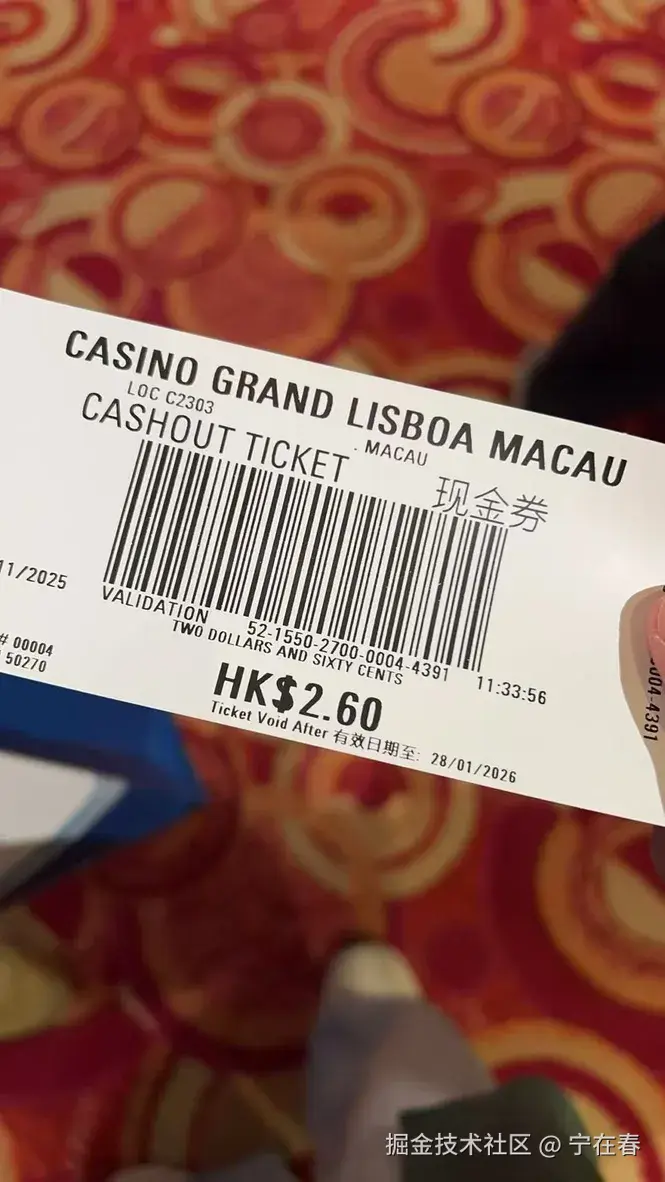 CASINO GRAND LISBOA MACAU
LOC C2303
MACAU
CASHOUT TICKET
现金券
11/2025
VALIDATION
52-1550-2700-0004-4391
11:33:56
TWO DOLLARS AND SIXTY CENTS
# 00004
50270
HK$2.60
Ticket Void After 有效日期至: 28/01/2026
004-4391
掘金技术社区 @ 宁在春